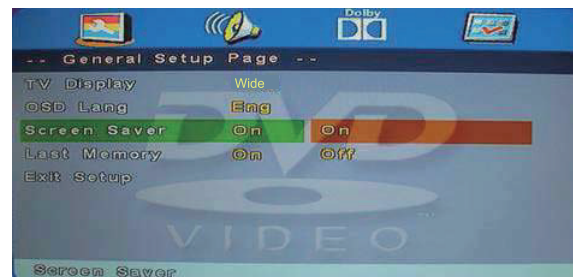 Dolby
-- General Setup Page --
TV Display Wide
OSD Lang Eng
Screen Saver On On
Last Memory On Off
Exit Setup
DVD
VIDEO
Screen Saver